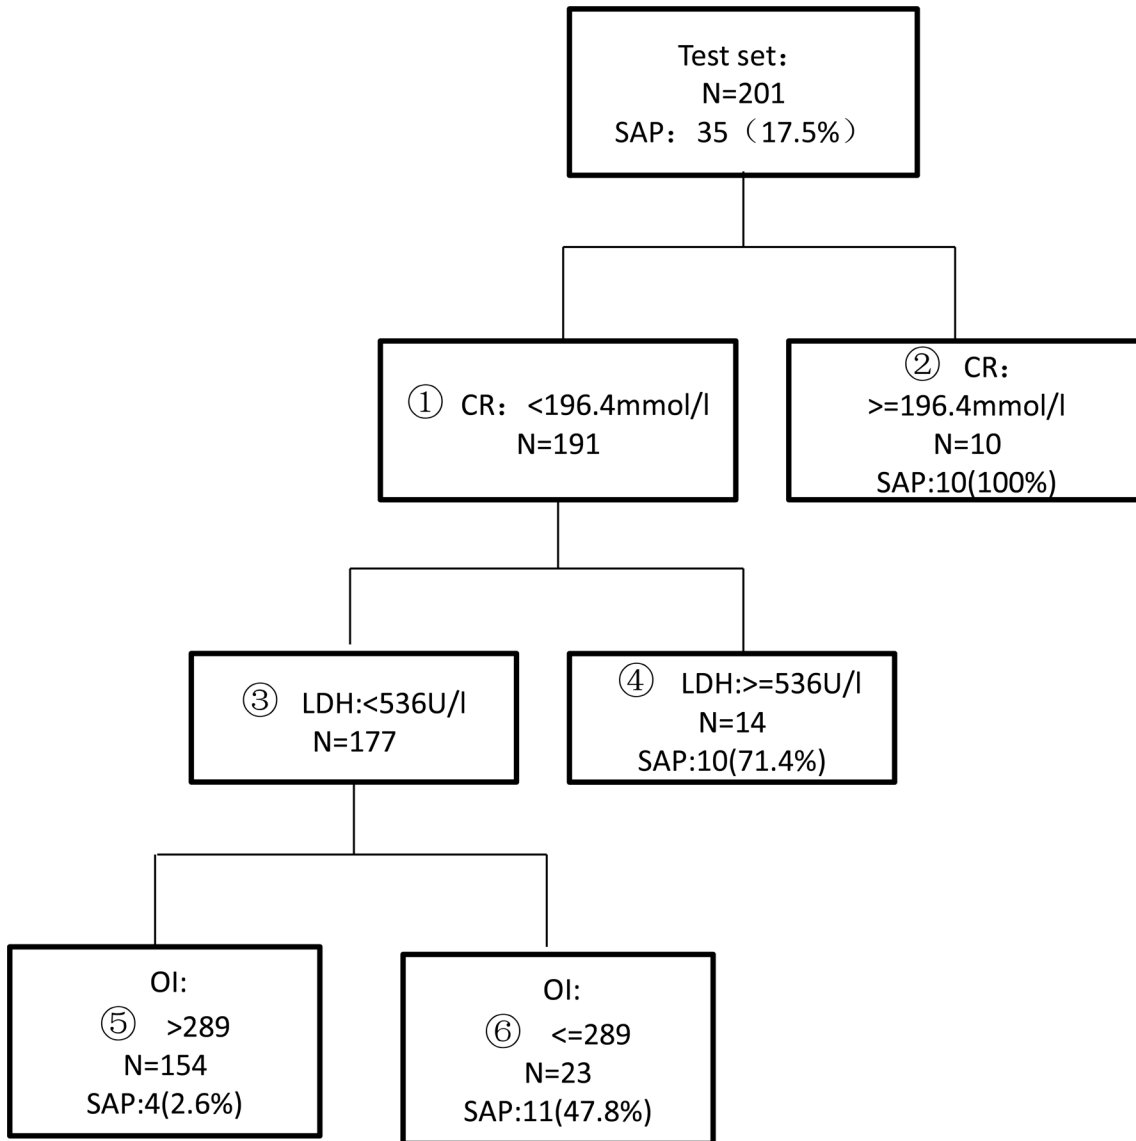 Test set：
N=201
SAP： 35（17.5%）
① CR： <196.4mmol/l
N=191
② CR：
>=196.4mmol/l
N=10
SAP:10(100%)
③ LDH:<536U/l
N=177
④ LDH:>=536U/l
N=14
SAP:10(71.4%)
OI:
⑤ >289
N=154
SAP:4(2.6%)
OI:
⑥ <=289
N=23
SAP:11(47.8%)